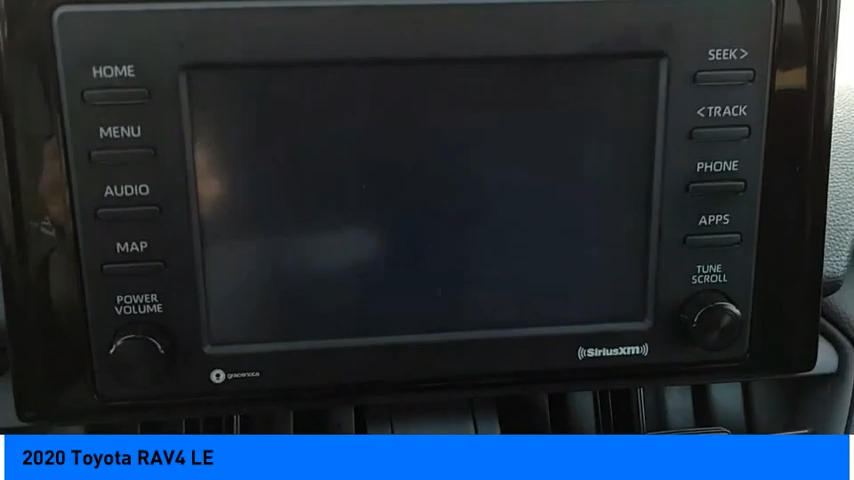 HOME
MENU
AUDIO
MAP
POWER
VOLUME
SEEK>
<TRACK
PHONE
APPS
TUNE
SCROLL
gracenote
SiriusXM
2020 Toyota RAV4 LE